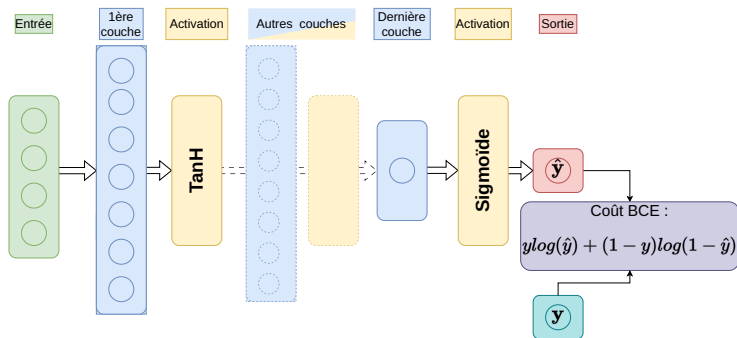 Entrée
1ère
couche
Activation
Autres couches
Dernière
couche
Activation
Sortie
TanH
Sigmoïde
ŷ
Coût BCE :
ylog(ŷ) + (1 − y)log(1 − ŷ)
y